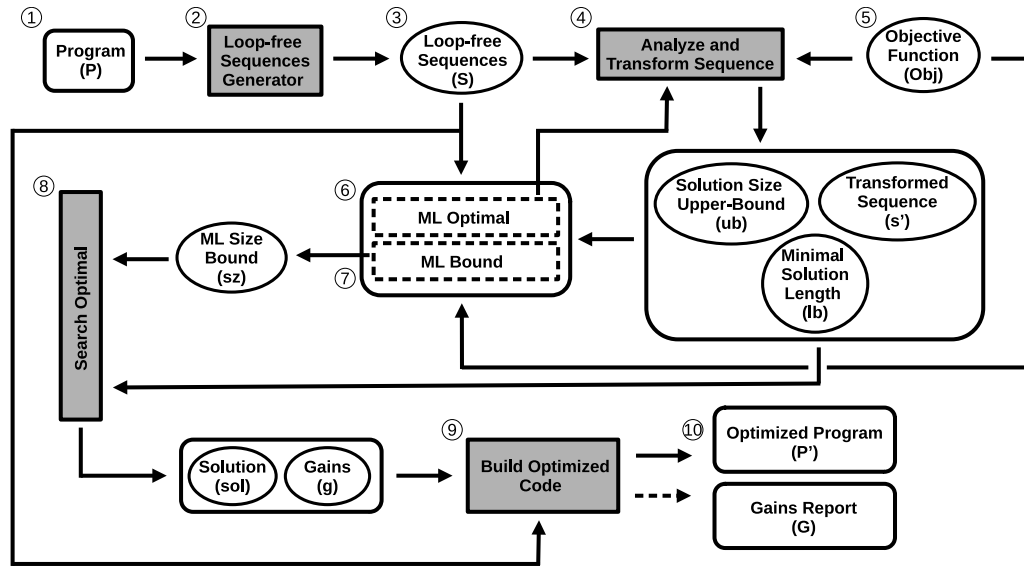 ①
Program
(P)
②
Loop-free
Sequences
Generator
③
Loop-free
Sequences
(S)
④
Analyze and
Transform Sequence
⑤
Objective
Function
(Obj)
⑥
ML Optimal
ML Bound
⑦
Solution Size
Upper-Bound
(ub)
Transformed
Sequence
(s')
Minimal
Solution
Length
(lb)
⑧
Search Optimal
ML Size
Bound
(sz)
Solution
(sol)
Gains
(g)
⑨
Build Optimized
Code
⑩
Optimized Program
(P')
Gains Report
(G)